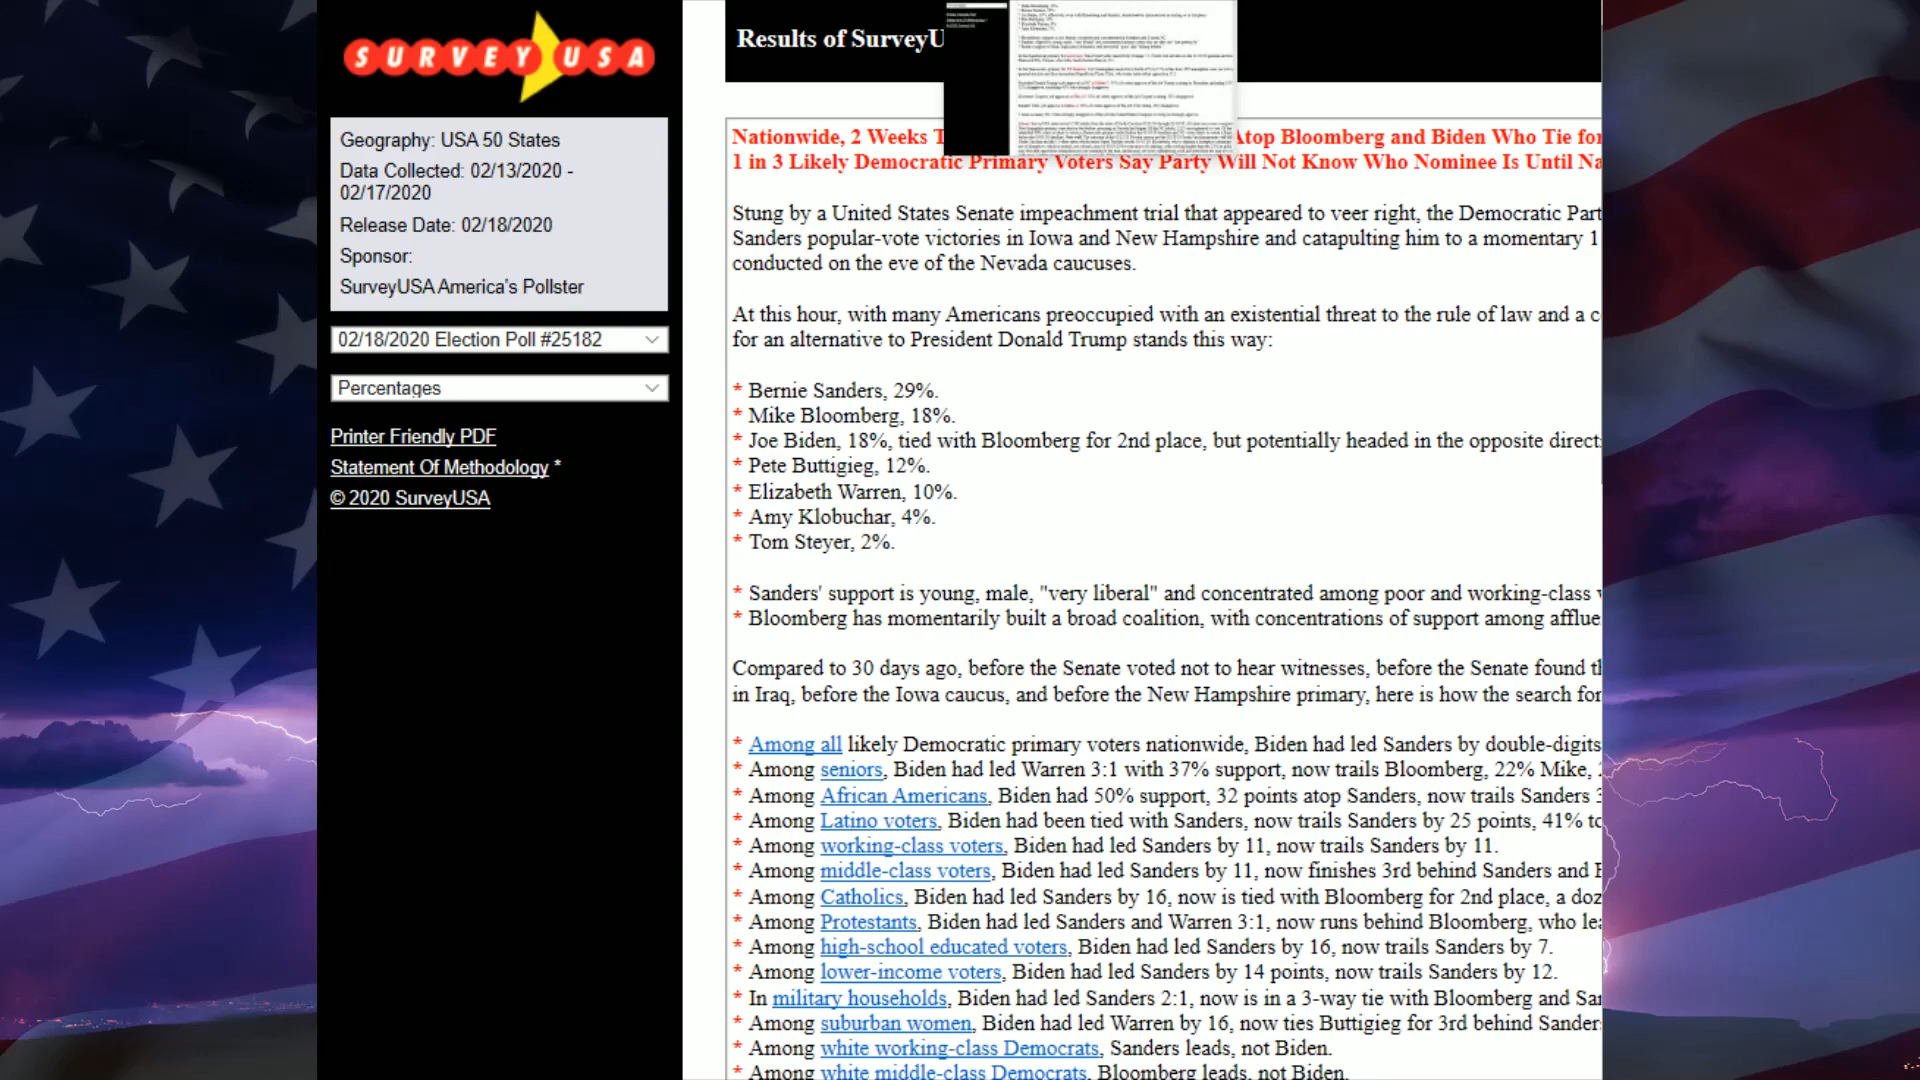 SURVEY USA
Geography: USA 50 States
Data Collected: 02/13/2020 -
02/17/2020
Release Date: 02/18/2020
Sponsor:
SurveyUSA America's Pollster
02/18/2020 Election Poll #25182
Percentages
Printer Friendly PDF
Statement Of Methodology *
© 2020 SurveyUSA
Results of SurveyU
Nationwide, 2 Weeks T Atop Bloomberg and Biden Who Tie for
1 in 3 Likely Democratic Primary Voters Say Party Will Not Know Who Nominee Is Until Na
Stung by a United States Senate impeachment trial that appeared to veer right, the Democratic Part
Sanders popular-vote victories in Iowa and New Hampshire and catapulting him to a momentary 1
conducted on the eve of the Nevada caucuses.
At this hour, with many Americans preoccupied with an existential threat to the rule of law and a c
for an alternative to President Donald Trump stands this way:
* Bernie Sanders, 29%.
* Mike Bloomberg, 18%.
* Joe Biden, 18%, tied with Bloomberg for 2nd place, but potentially headed in the opposite direct
* Pete Buttigieg, 12%.
* Elizabeth Warren, 10%.
* Amy Klobuchar, 4%.
* Tom Steyer, 2%.
* Sanders' support is young, male, "very liberal" and concentrated among poor and working-class
* Bloomberg has momentarily built a broad coalition, with concentrations of support among afflue
Compared to 30 days ago, before the Senate voted not to hear witnesses, before the Senate found th
in Iraq, before the Iowa caucus, and before the New Hampshire primary, here is how the search for
* Among all likely Democratic primary voters nationwide, Biden had led Sanders by double-digits
* Among seniors, Biden had led Warren 3:1 with 37% support, now trails Bloomberg, 22% Mike,
* Among African Americans, Biden had 50% support, 32 points atop Sanders, now trails Sanders 3
* Among Latino voters, Biden had been tied with Sanders, now trails Sanders by 25 points, 41% to
* Among working-class voters, Biden had led Sanders by 11, now trails Sanders by 11.
* Among middle-class voters, Biden had led Sanders by 11, now finishes 3rd behind Sanders and B
* Among Catholics, Biden had led Sanders by 16, now is tied with Bloomberg for 2nd place, a doz
* Among Protestants, Biden had led Sanders and Warren 3:1, now runs behind Bloomberg, who lea
* Among high-school educated voters, Biden had led Sanders by 16, now trails Sanders by 7.
* Among lower-income voters, Biden had led Sanders by 14 points, now trails Sanders by 12.
* In military households, Biden had led Sanders 2:1, now is in a 3-way tie with Bloomberg and San
* Among suburban women, Biden had led Warren by 16, now ties Buttigieg for 3rd behind Sander
* Among white working-class Democrats, Sanders leads, not Biden.
* Among white middle-class Democrats, Bloomberg leads, not Biden.